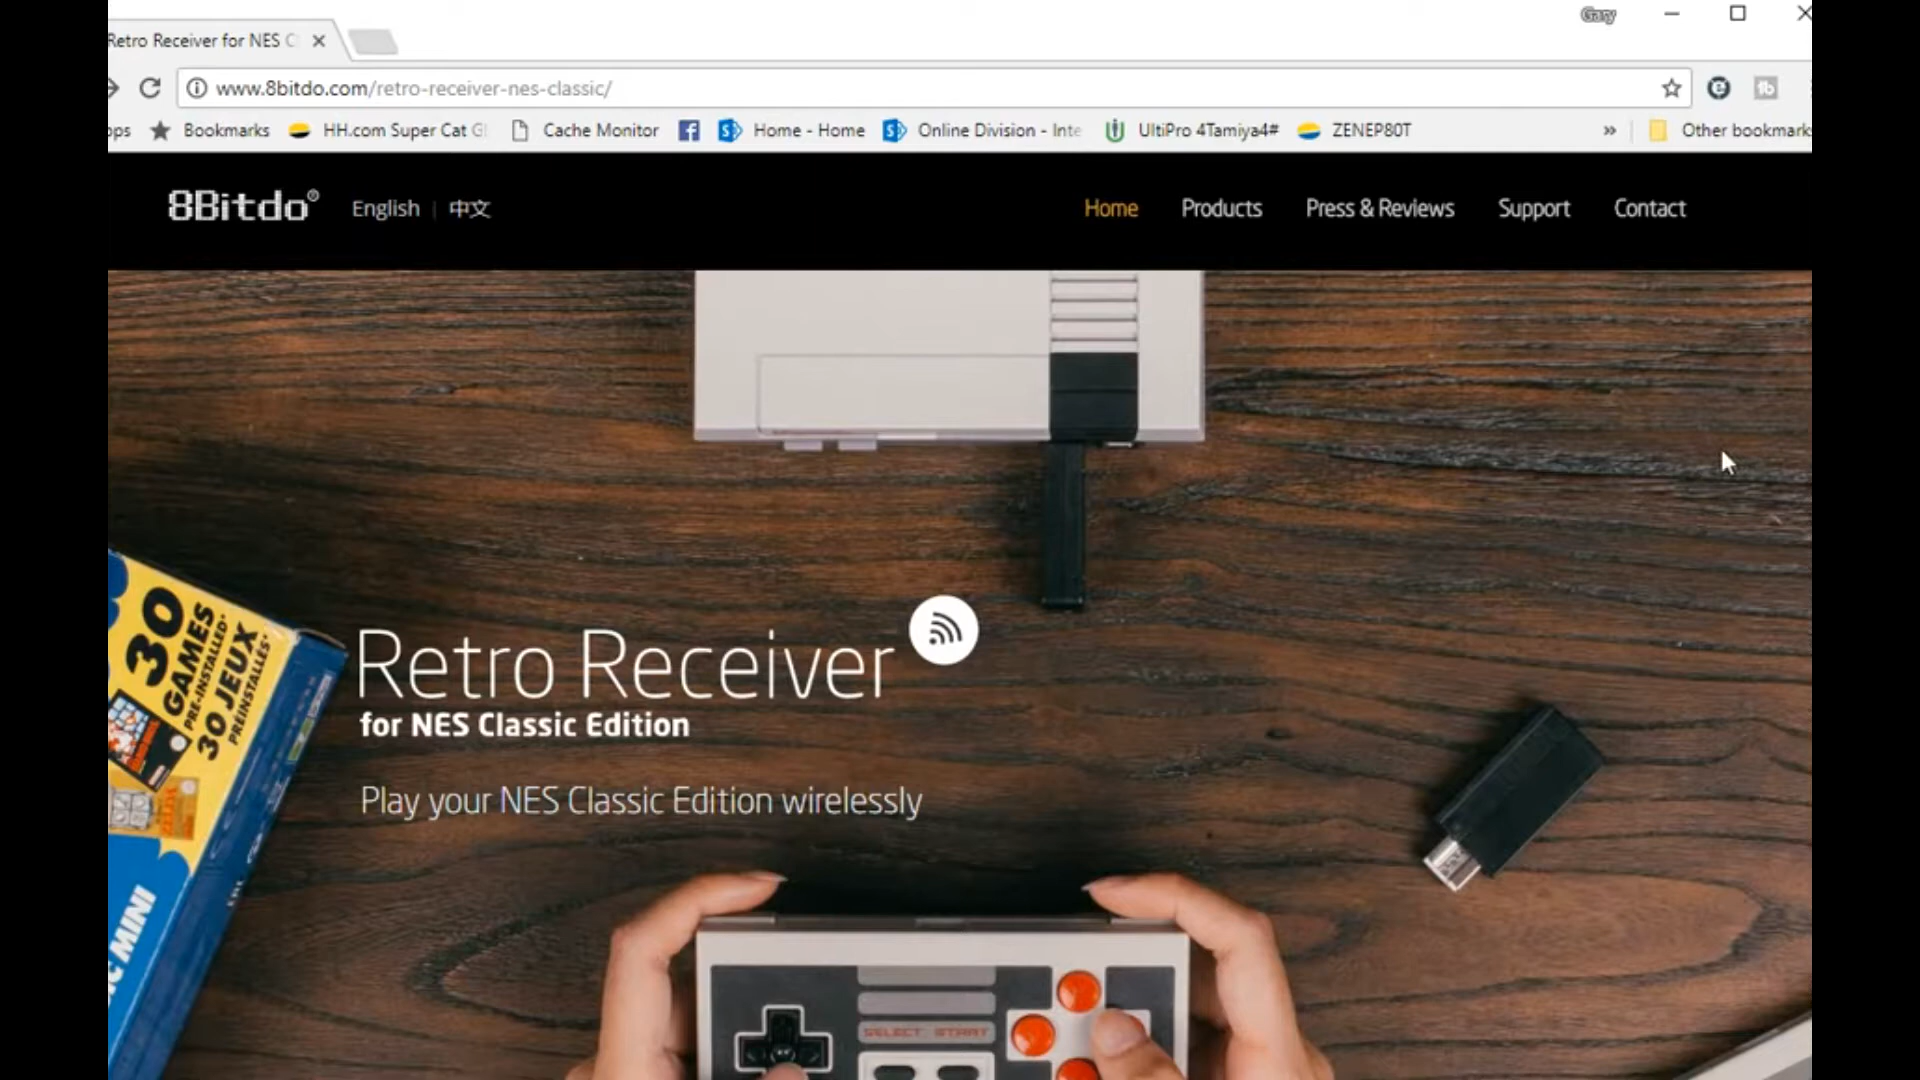 Gary
Retro Receiver for NES C
www.8bitdo.com/retro-receiver-nes-classic/
Bookmarks HH.com Super Cat Cache Monitor Home - Home Online Division - Inte UltiPro 4Tamiya4# ZENEP80T » Other bookmark
8Bitdo® English | 中文 Home Products Press & Reviews Support Contact
30
GAMES
PRE-INSTALLED*
30 JEUX
PRÉINSTALLÉS*
MINI
Retro Receiver
for NES Classic Edition
Play your NES Classic Edition wirelessly
SELECT START